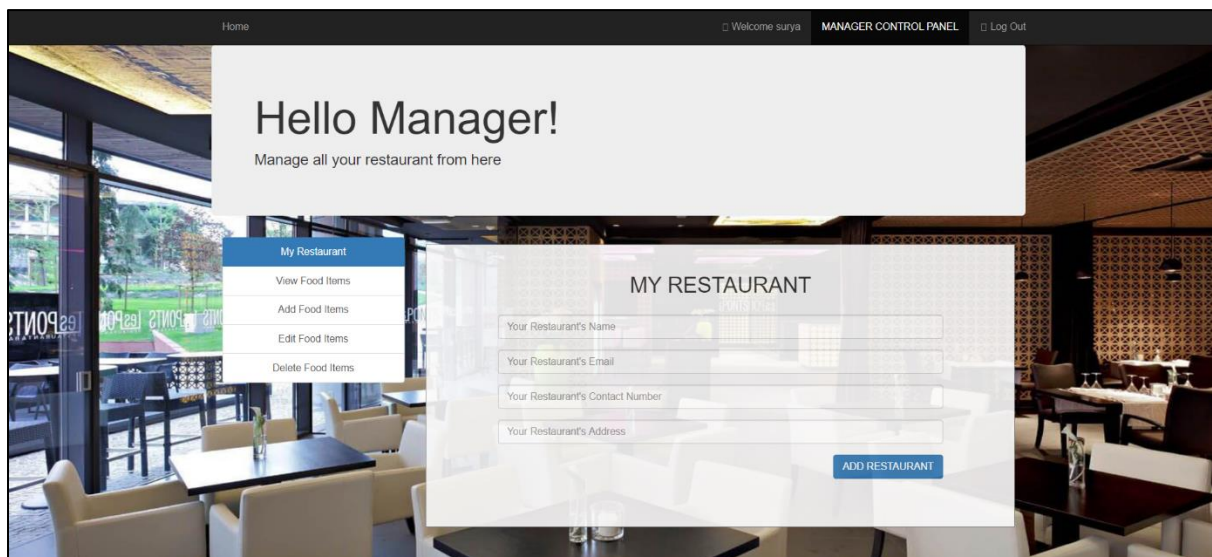 Home
Welcome surya
MANAGER CONTROL PANEL
Log Out
Hello Manager!
Manage all your restaurant from here
My Restaurant
View Food Items
Add Food Items
Edit Food Items
Delete Food Items
MY RESTAURANT
Your Restaurant's Name
Your Restaurant's Email
Your Restaurant's Contact Number
Your Restaurant's Address
ADD RESTAURANT